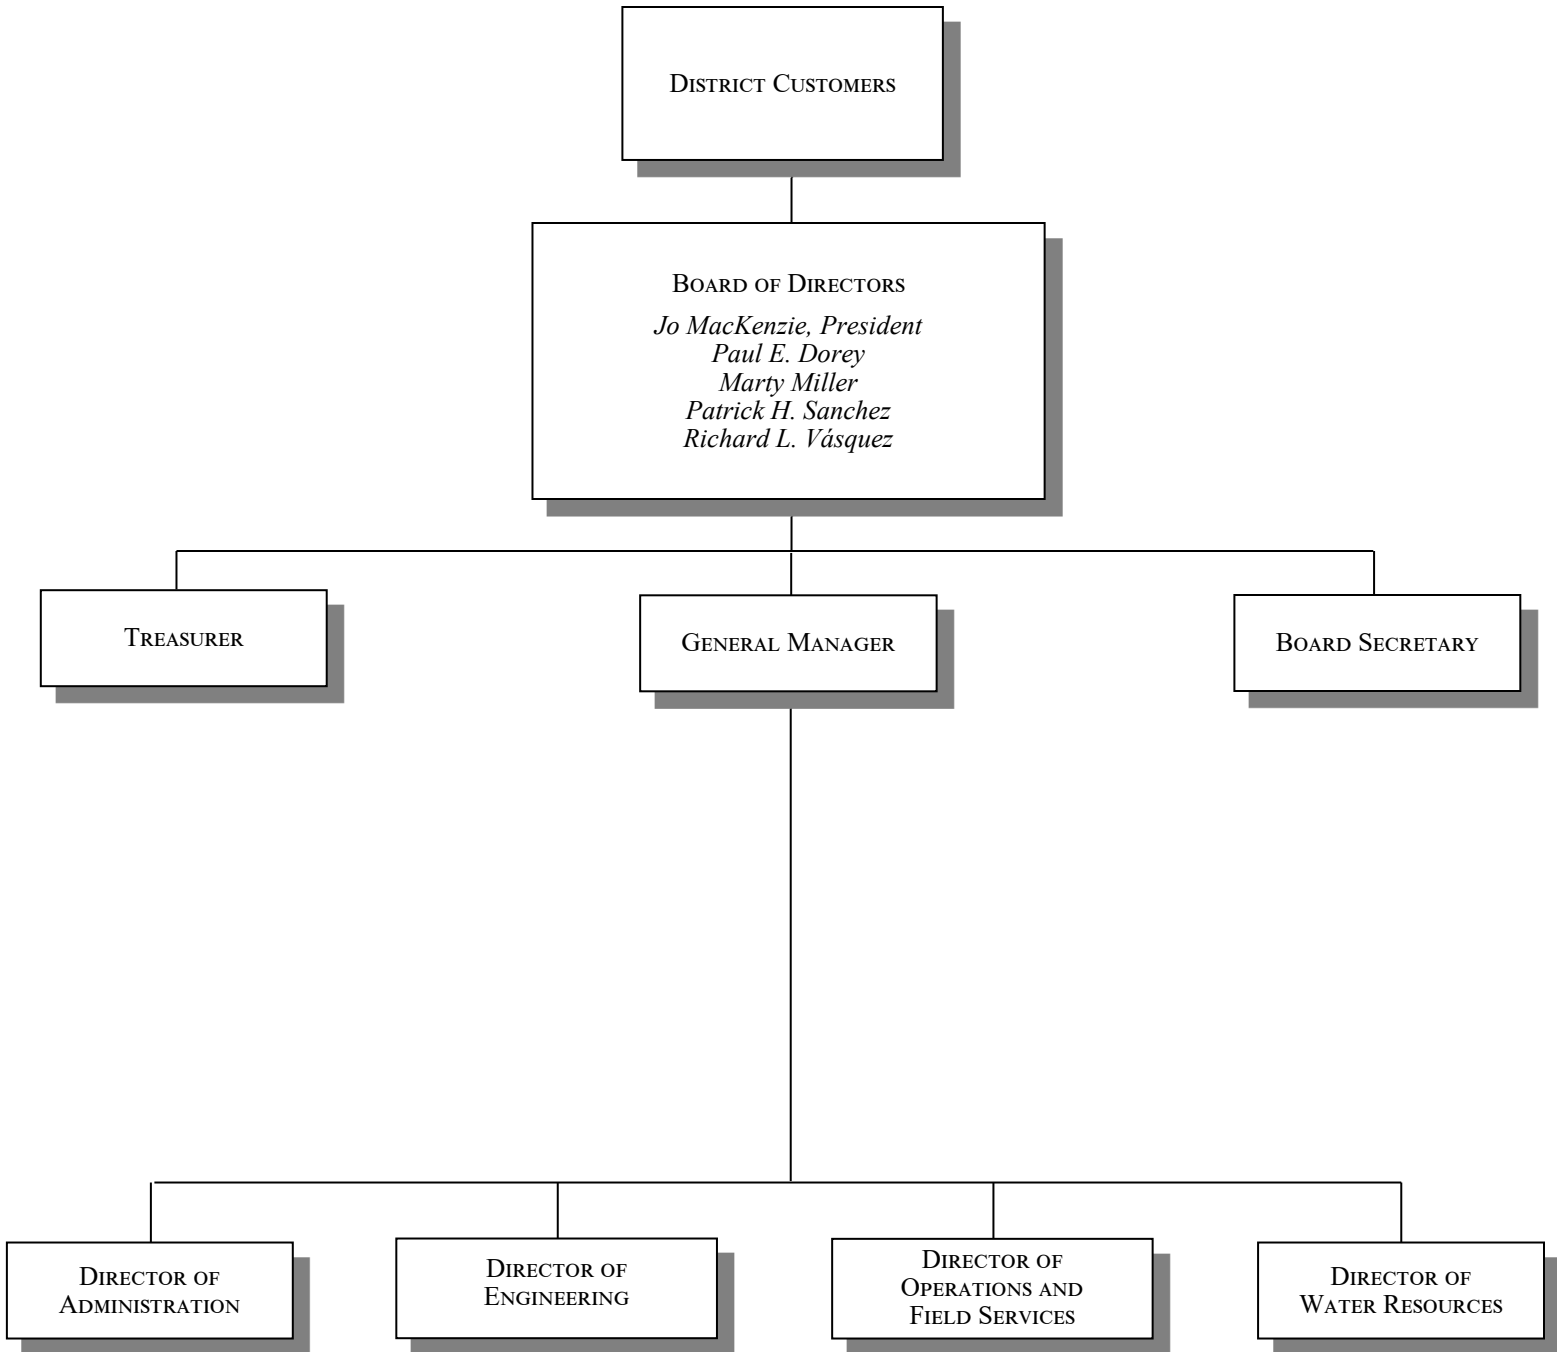 District Customers
Board of Directors
Jo MacKenzie, President
Paul E. Dorey
Marty Miller
Patrick H. Sanchez
Richard L. Vásquez
Treasurer
General Manager
Board Secretary
Director of
Administration
Director of
Engineering
Director of
Operations and
Field Services
Director of
Water Resources